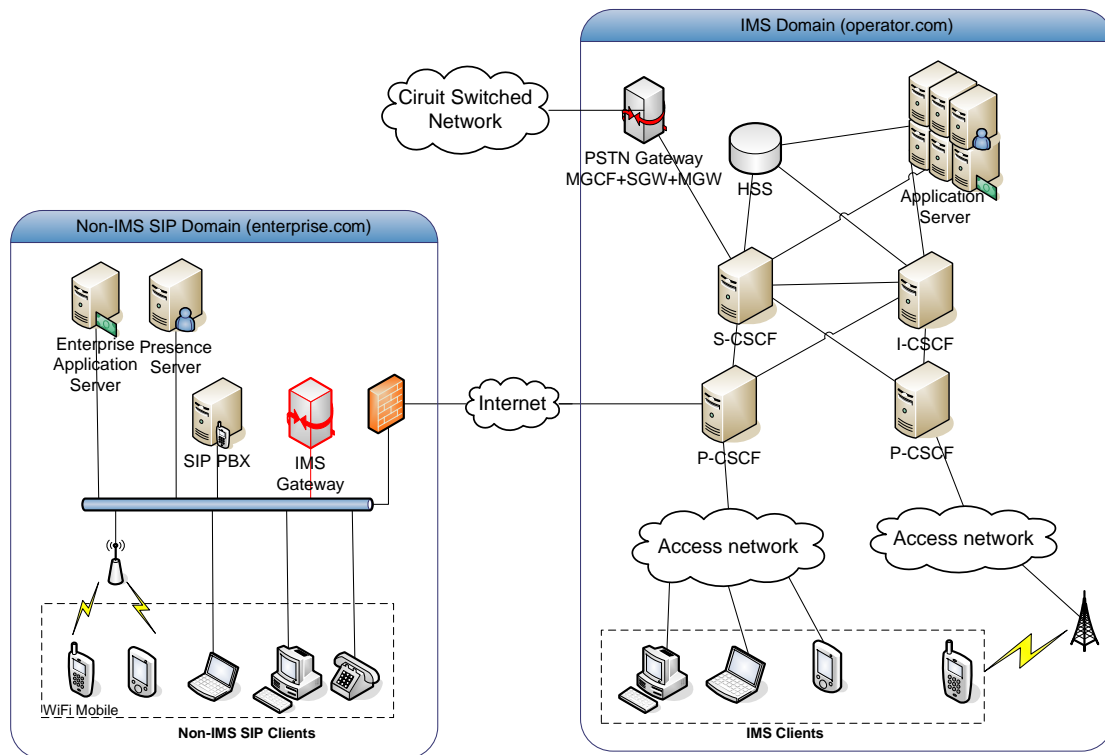 IMS Domain (operator.com)
Ciruit Switched
Network
PSTN Gateway
MGCF+SGW+MGW
HSS
Application
Server
Non-IMS SIP Domain (enterprise.com)
Enterprise
Application
Server
Presence
Server
S-CSCF
I-CSCF
SIP PBX
IMS
Gateway
Internet
P-CSCF
P-CSCF
Access network
Access network
WiFi Mobile
Non-IMS SIP Clients
IMS Clients